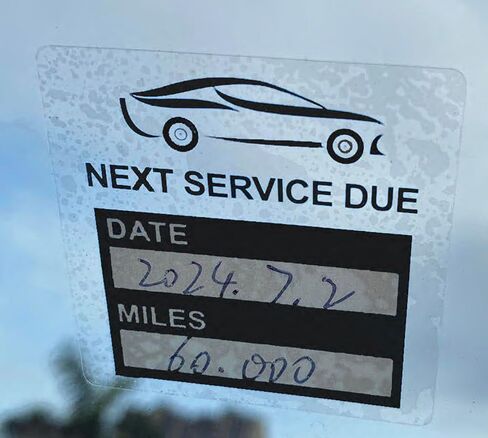 NEXT SERVICE DUE
DATE
2024. 7.2
MILES
60.000